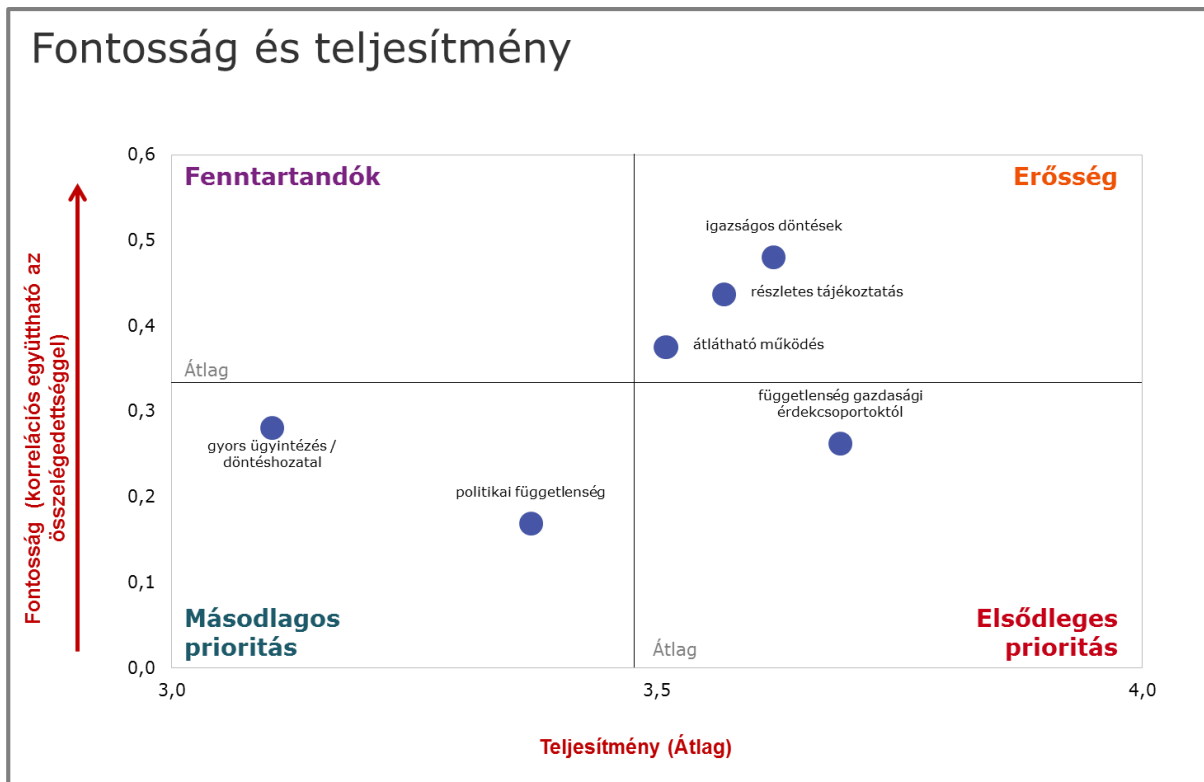 Fontosság és teljesítmény
Fontosság (korrelációs együttható az
összelégedettséggel)
0,6
0,5
0,4
0,3
0,2
0,1
0,0
Fenntartandók
Erősség
igazságos döntések
részletes tájékoztatás
átlátható működés
Átlag
függetlenség gazdasági
érdekcsoportoktól
gyors ügyintézés /
döntéshozatal
politikai függetlenség
Másodlagos
prioritás
Átlag
Elsődleges
prioritás
3,0
3,5
4,0
Teljesítmény (Átlag)